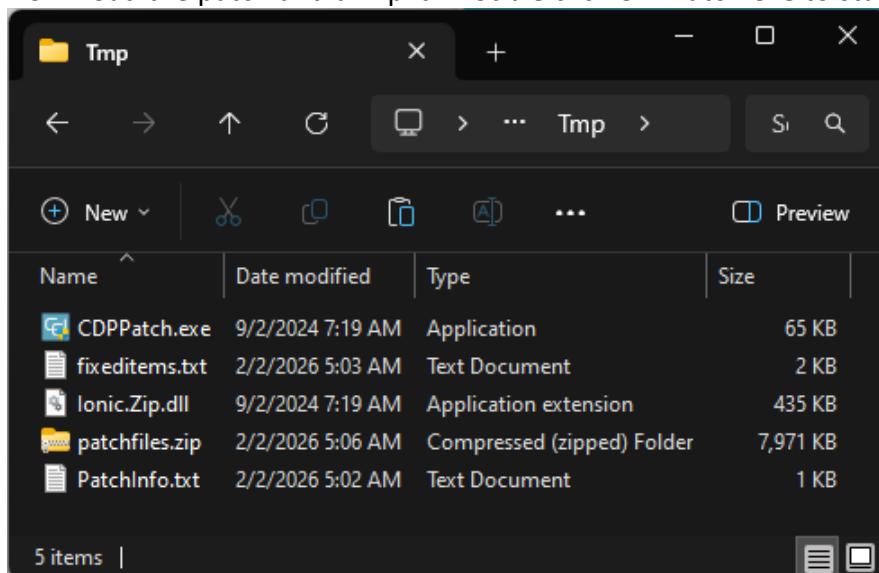 Tmp
Tmp
New
Preview
Name Date modified Type Size
CDPPatch.exe 9/2/2024 7:19 AM Application 65 KB
fixeditems.txt 2/2/2026 5:03 AM Text Document 2 KB
Ionic.Zip.dll 9/2/2024 7:19 AM Application extension 435 KB
patchfiles.zip 2/2/2026 5:06 AM Compressed (zipped) Folder 7,971 KB
PatchInfo.txt 2/2/2026 5:02 AM Text Document 1 KB
5 items